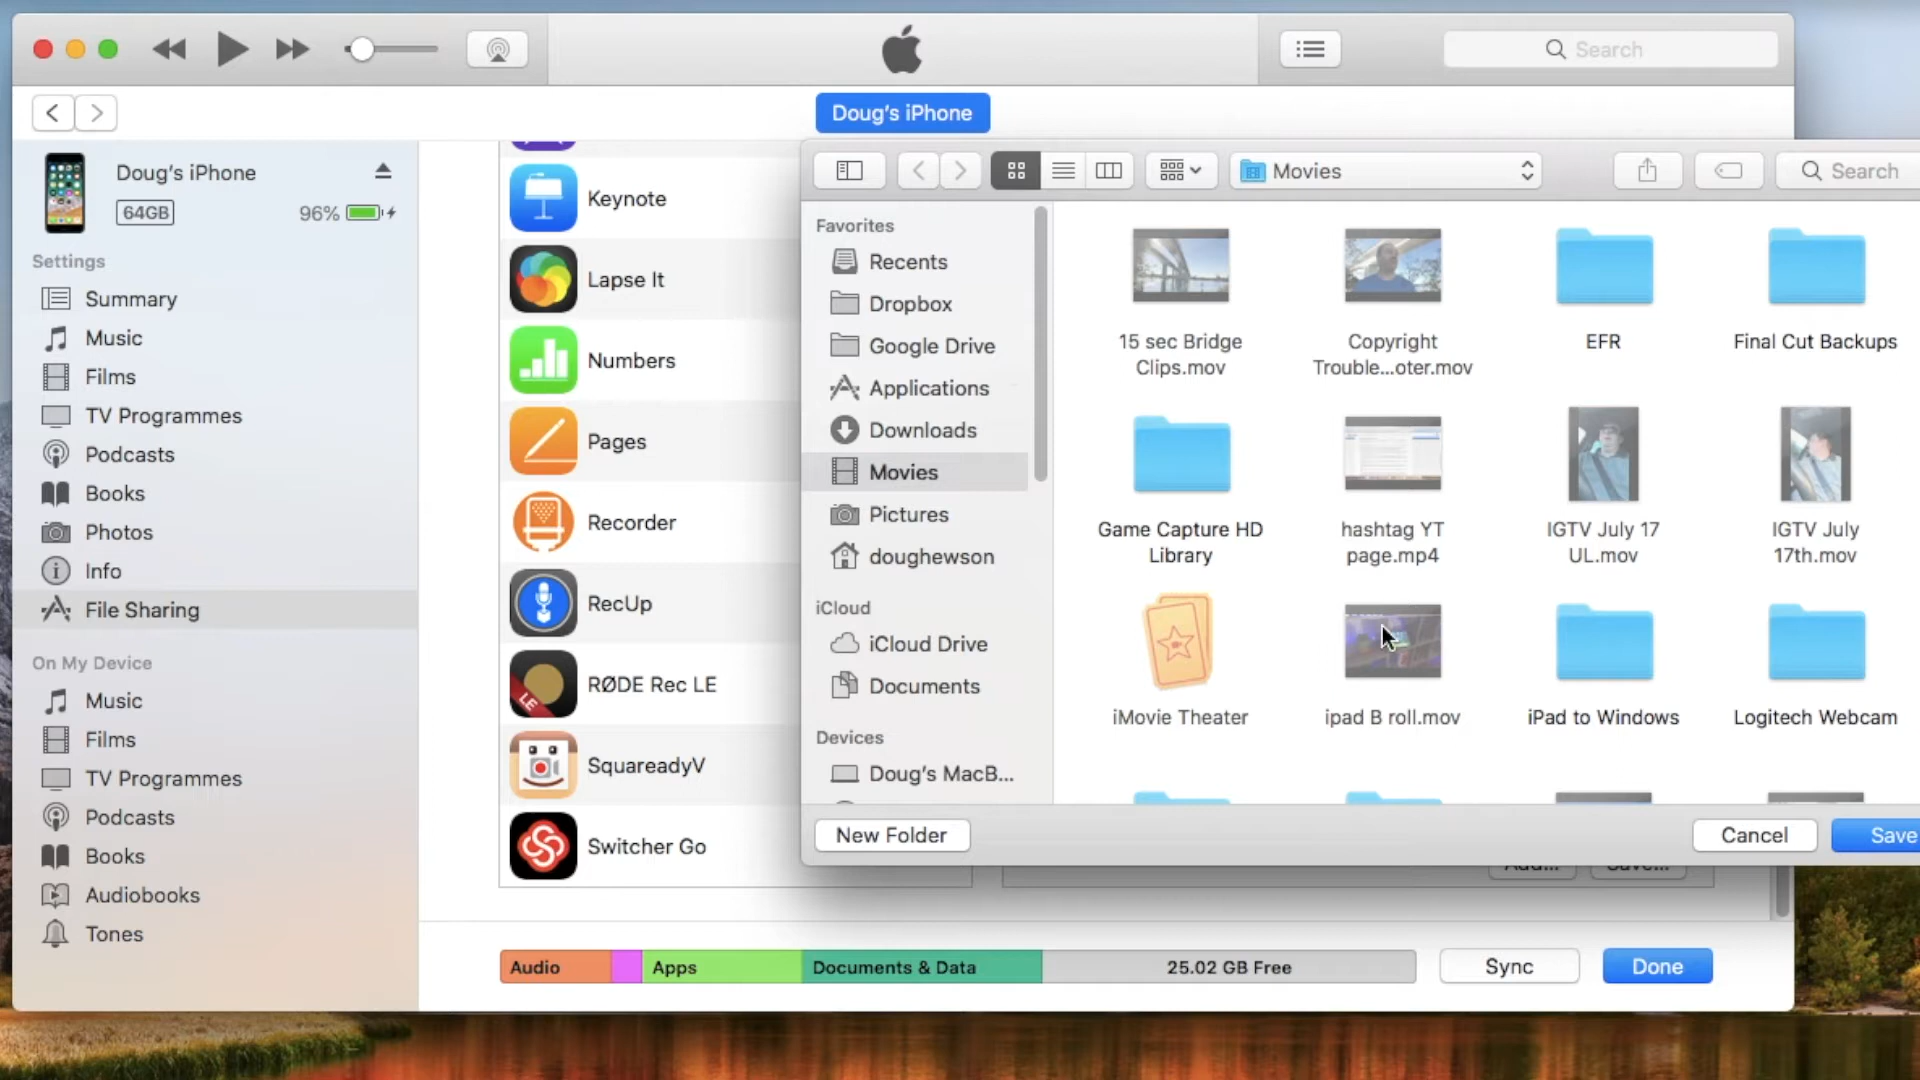 Search
Doug's iPhone
Doug's iPhone
64GB
96%
Settings
Summary
Music
Films
TV Programmes
Podcasts
Books
Photos
Info
File Sharing
On My Device
Music
Films
TV Programmes
Podcasts
Books
Audiobooks
Tones
Keynote
Lapse It
Numbers
Pages
Recorder
RecUp
LE
RØDE Rec LE
SquareadyV
Switcher Go
Movies
Search
Favorites
Recents
Dropbox
Google Drive
Applications
Downloads
Movies
Pictures
doughewson
iCloud
iCloud Drive
Documents
Devices
Doug's MacB...
15 sec Bridge
Clips.mov
Copyright
Trouble...oter.mov
EFR
Final Cut Backups
Game Capture HD
Library
hashtag YT
page.mp4
IGTV July 17
UL.mov
IGTV July
17th.mov
iMovie Theater
ipad B roll.mov
iPad to Windows
Logitech Webcam
New Folder
Cancel
Save
Add...
Save...
Audio
Apps
Documents & Data
25.02 GB Free
Sync
Done